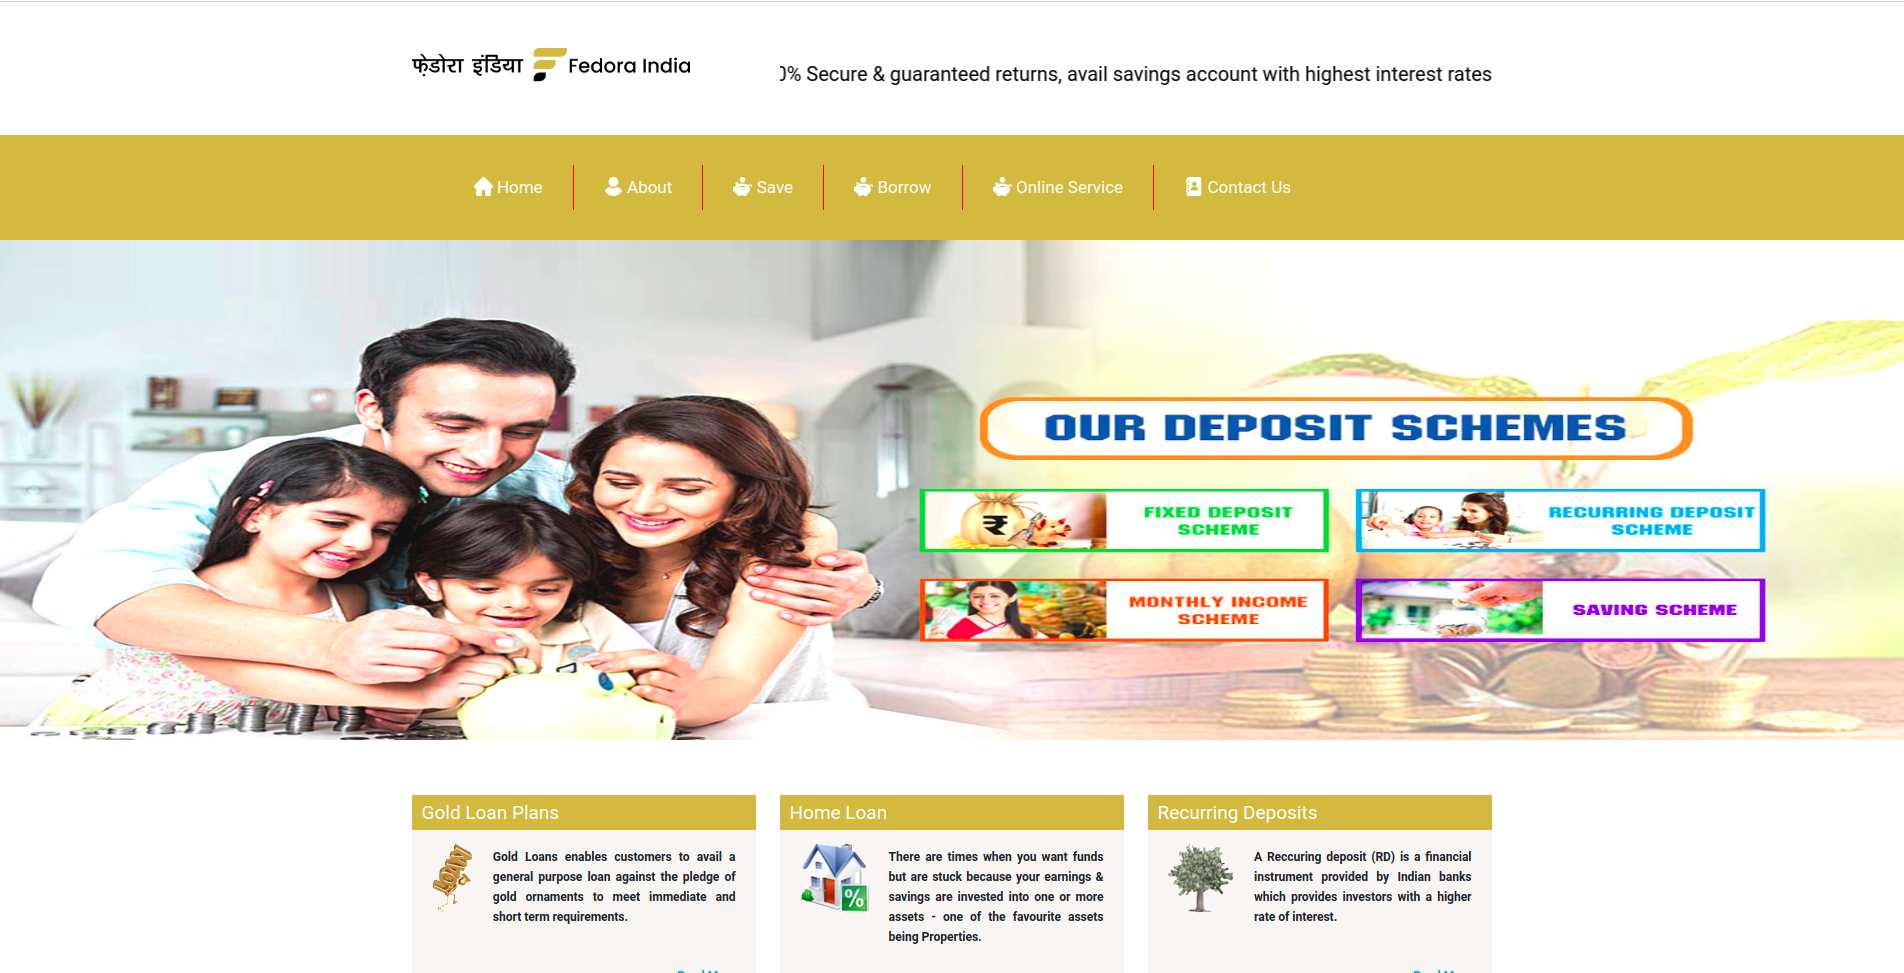 फ़ेडोरा इंडिया Fedora India
0% Secure & guaranteed returns, avail savings account with highest interest rates
Home
About
Save
Borrow
Online Service
Contact Us
OUR DEPOSIT SCHEMES
FIXED DEPOSIT
SCHEME
RECURRING DEPOSIT
SCHEME
MONTHLY INCOME
SCHEME
SAVING SCHEME
Gold Loan Plans
LOAN
Gold Loans enables customers to avail a
general purpose loan against the pledge of
gold ornaments to meet immediate and
short term requirements.
Home Loan
%
There are times when you want funds
but are stuck because your earnings &
savings are invested into one or more
assets - one of the favourite assets
being Properties.
Recurring Deposits
A Reccuring deposit (RD) is a financial
instrument provided by Indian banks
which provides investors with a higher
rate of interest.